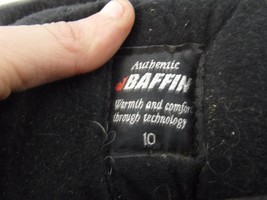 Authentic
BAFFIN
Warmth and comfort
through technology
10